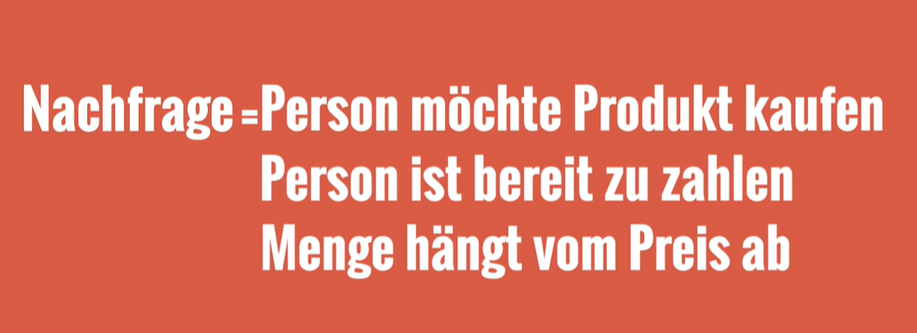 Nachfrage =Person möchte Produkt kaufen
Person ist bereit zu zahlen
Menge hängt vom Preis ab